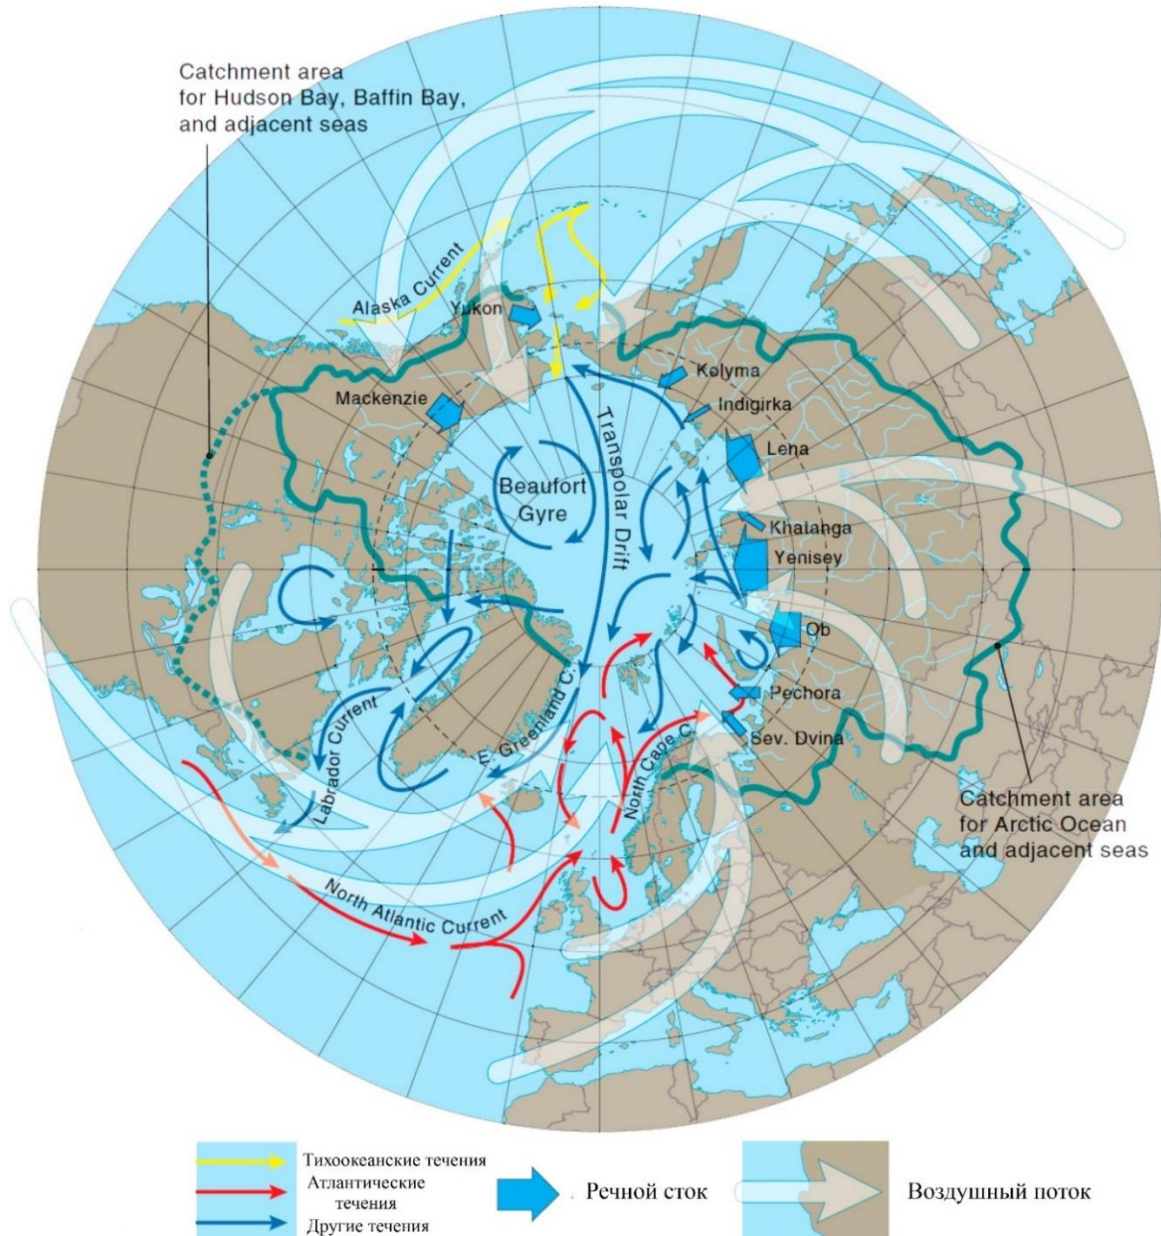 Catchment area
for Hudson Bay, Baffin Bay,
and adjacent seas
Alaska Current
Yukon
Mackenzie
Kolyma
Indigirka
Lena
Transpolar Drift
Beaufort
Gyre
Khatanga
Yenisey
Ob
Pechora
Sev. Dvina
E. Greenland C.
North Cape C.
Labrador Current
North Atlantic Current
Catchment area
for Arctic Ocean
and adjacent seas
Тихоокеанские течения
Атлантические
течения
Другие течения
Речной сток
Воздушный поток